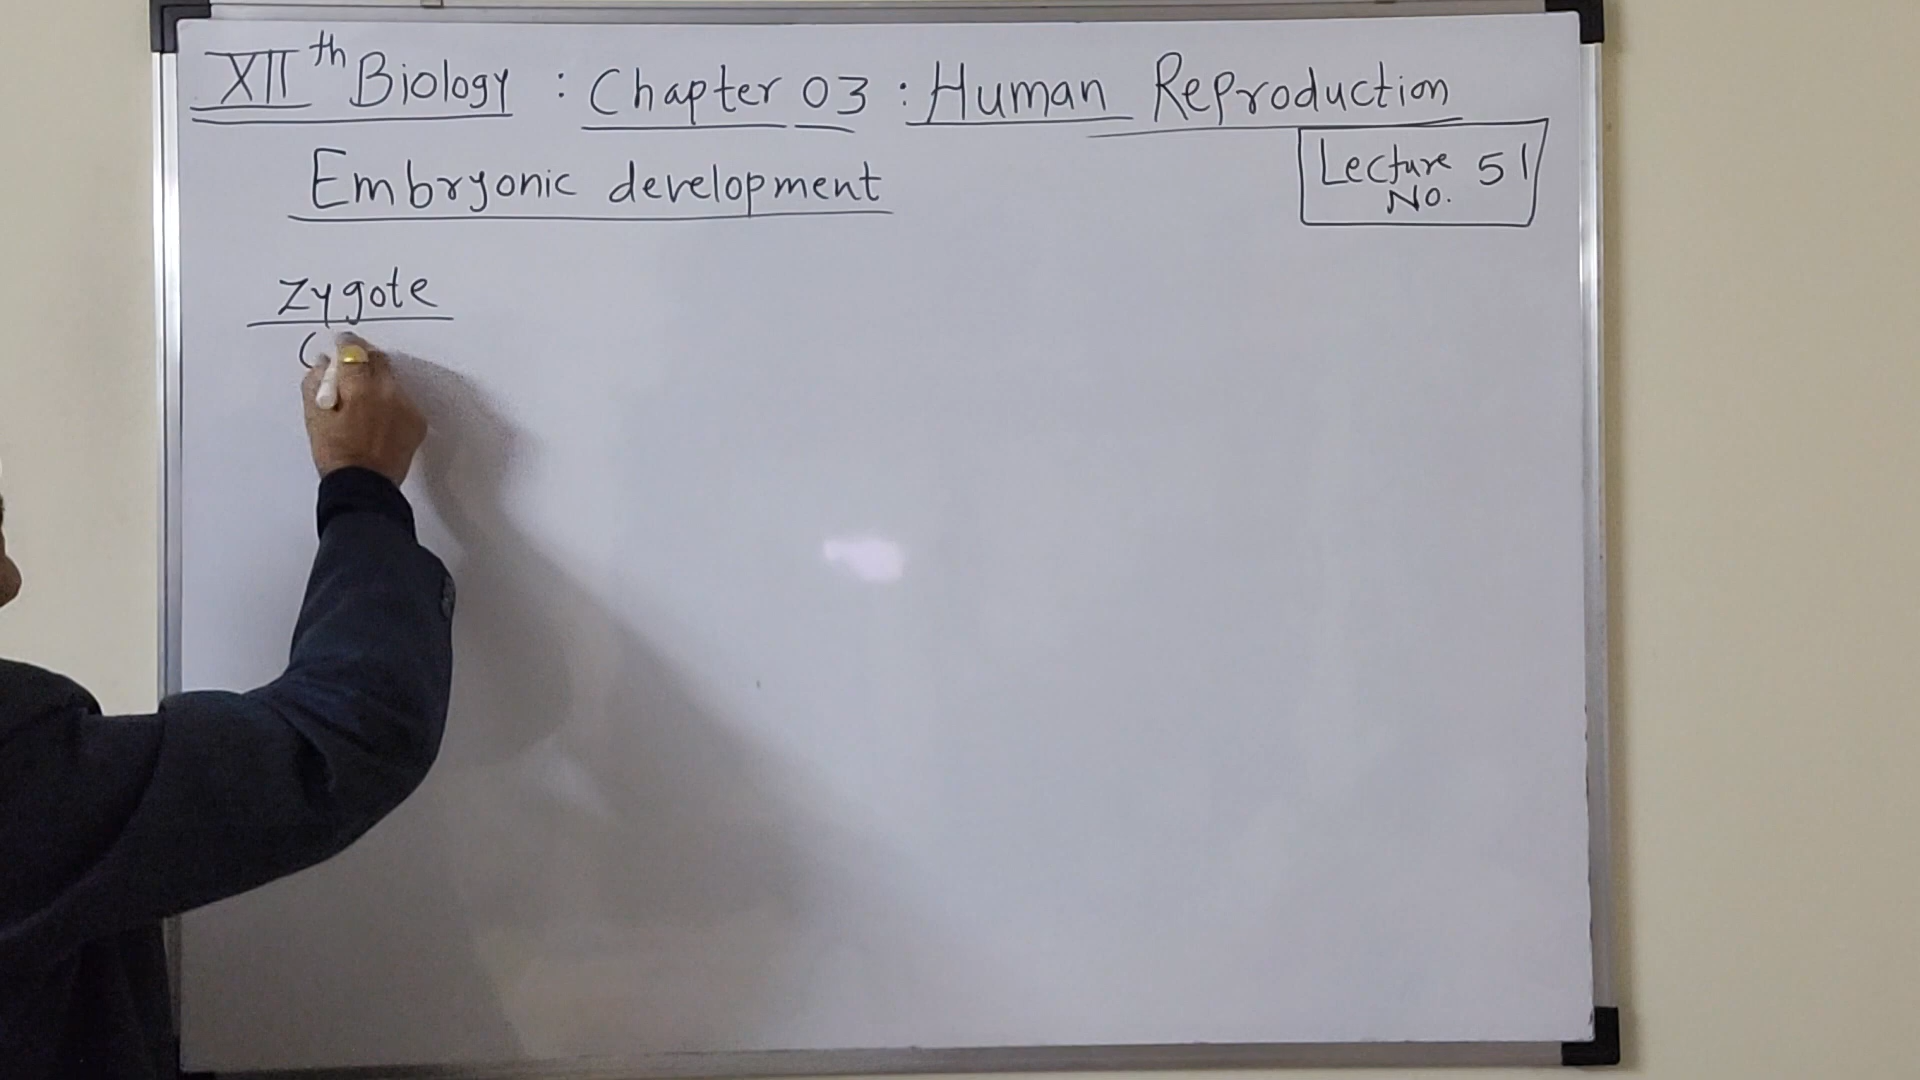 XIIth Biology : Chapter 03 : Human Reproduction
Embryonic development
Lecture 51
No.
Zygote
(